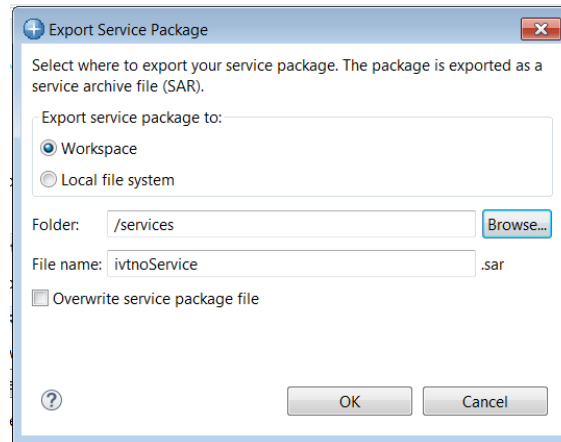 Export Service Package
Select where to export your service package. The package is exported as a
service archive file (SAR).
Export service package to:
Workspace
Local file system
Folder: /services Browse...
File name: ivtnoService .sar
Overwrite service package file
? OK Cancel